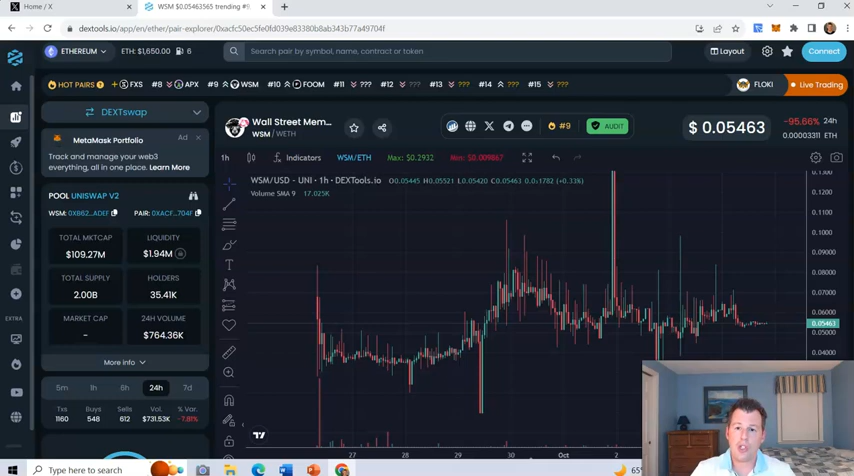 Home / X
WSM $0.05463565 trending #9
dextools.io/app/en/ether/pair-explorer/0xacfc50ec5fe0fd30380b8ab343b77a49704f
ETHEREUM
ETH: $1,650.00
6
Search pair by symbol, name, contract or token
Layout
Connect
HOT PAIRS
FXS
#8
APX
#9
WSM
#10
FOOM
#11 ???
#12 ???
#13 ???
#14 ???
#15 ???
FLOKI
Live Trading
DEXTswap
MetaMask Portfolio
Ad
Track and manage your web3
everything, all in one place. Learn More
POOL UNISWAP V2
WSM: 0XB62...ADEF
PAIR: 0XACF...704F
TOTAL MKTCAP
$109.27M
LIQUIDITY
$1.94M
TOTAL SUPPLY
2.00B
HOLDERS
35.41K
MARKET CAP
-
24H VOLUME
$764.36K
More info
EXTRA
5m
1h
6h
24h
7d
Txs
Buys
Sells
Vol.
% Var.
1160
548
612
$731.53K
-7.81%
Wall Street Mem...
WSM / WETH
#9
AUDIT
$ 0.05463
-95.66% 24h
0.00003311 ETH
1h
Indicators
WSM/ETH
Max: $0.2932
Min: $0.009867
WSM/USD - UNI · 1h · DEXTools.io
O0.05445 H0.05521 L0.05420 C0.05463
(+0.33%)
Volume SMA 9 17.025K
0.1300
0.1200
0.1100
0.1000
0.09000
0.08000
0.07000
0.06000
0.05463
0.05000
0.04000
27
28
29
30
Oct
2
Type here to search
65°